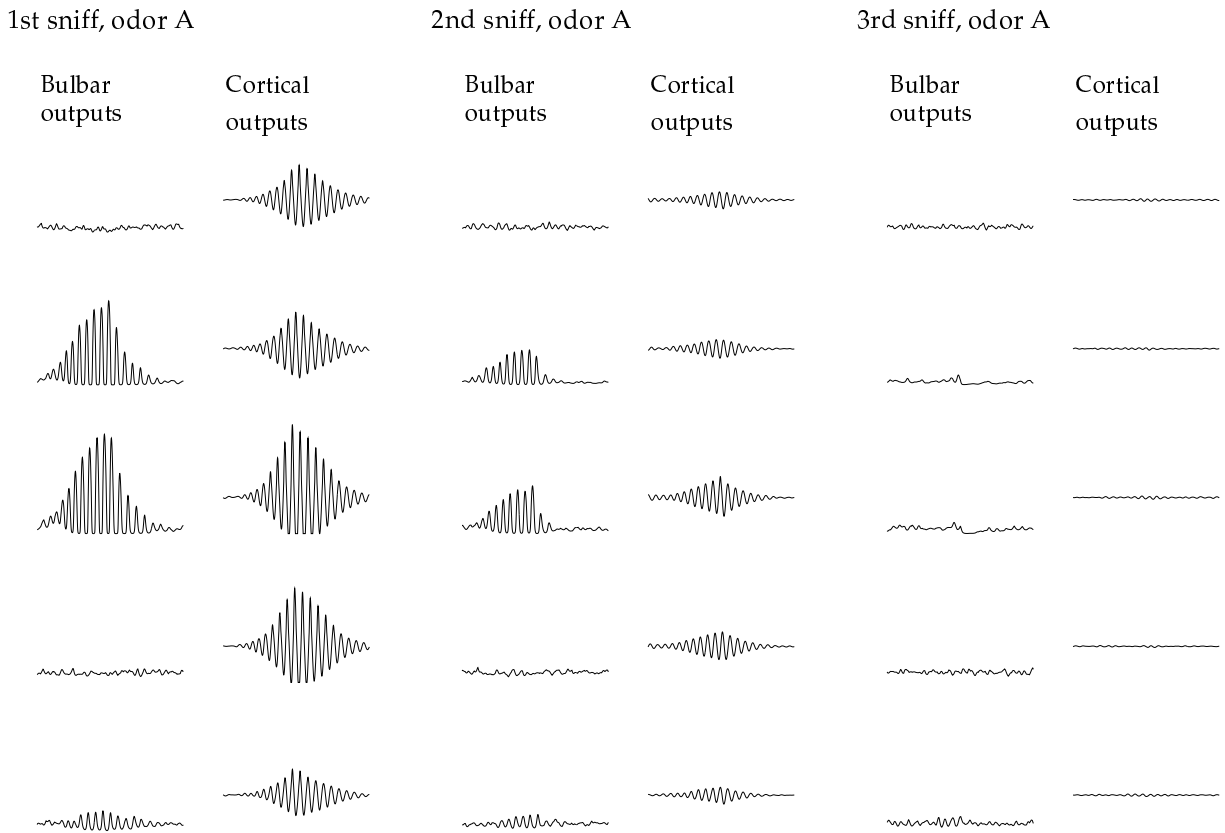 1st sniff, odor A
2nd sniff, odor A
3rd sniff, odor A
Bulbar
outputs
Cortical
outputs
Bulbar
outputs
Cortical
outputs
Bulbar
outputs
Cortical
outputs